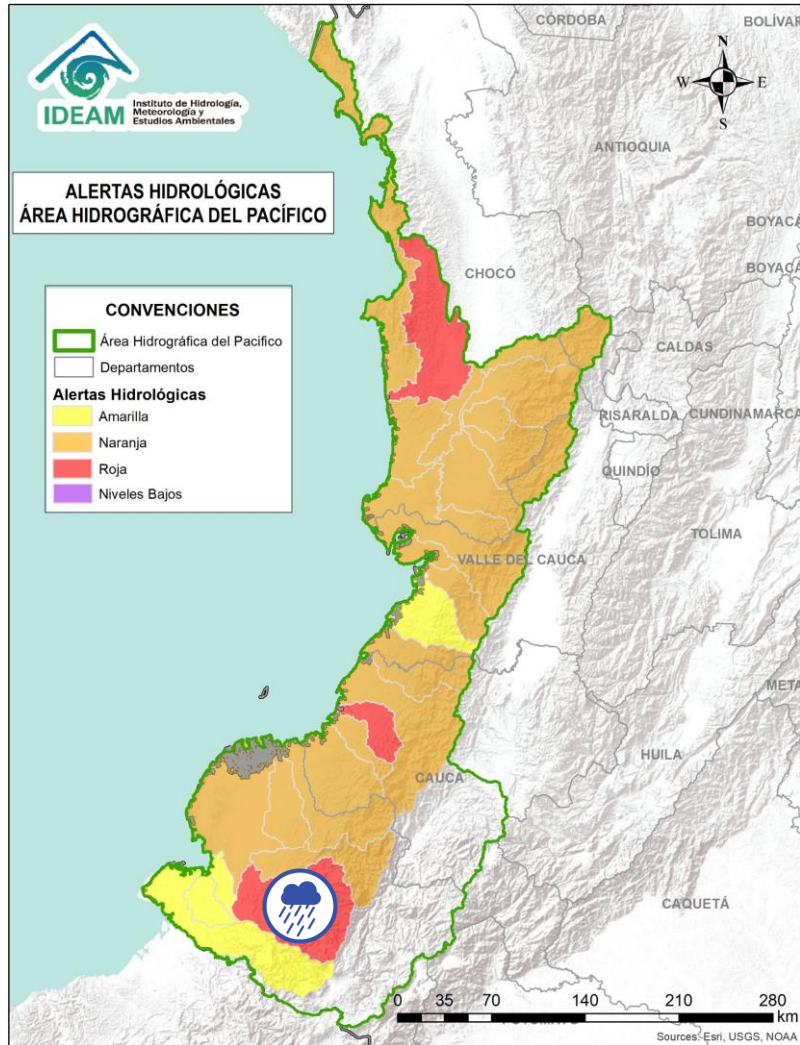 CÓRDOBA
BOLÍVAR
IDEAM
Instituto de Hidrología,
Meteorología y
Estudios Ambientales
N
W E
S
ANTIOQUIA
ALERTAS HIDROLÓGICAS
ÁREA HIDROGRÁFICA DEL PACÍFICO
BOYACÁ
BOYACÁ
CHOCÓ
CONVENCIONES
Área Hidrográfica del Pacifico
Departamentos
Alertas Hidrológicas
Amarilla
Naranja
Roja
Niveles Bajos
CALDAS
RISARALDA
CUNDINAMARCA
QUINDÍO
TOLIMA
VALLE DEL CAUCA
META
HUILA
CAUCA
CAQUETÁ
0 35 70 140 210 280
km
Sources: Esri, USGS, NOAA